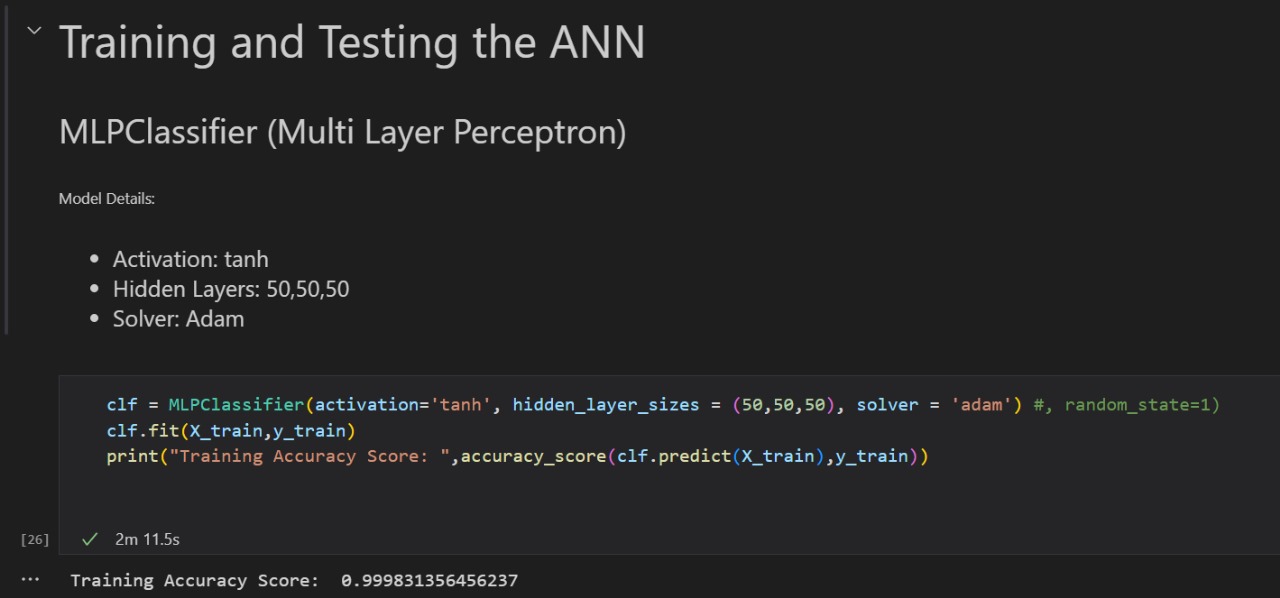 Training and Testing the ANN
MLPClassifier (Multi Layer Perceptron)
Model Details:
• Activation: tanh
• Hidden Layers: 50,50,50
• Solver: Adam
clf = MLPClassifier(activation='tanh', hidden_layer_sizes = (50,50,50), solver = 'adam') #, random_state=1)
clf.fit(X_train,y_train)
print("Training Accuracy Score: ",accuracy_score(clf.predict(X_train),y_train))
[26] ✓ 2m 11.5s
... Training Accuracy Score:  0.999831356456237